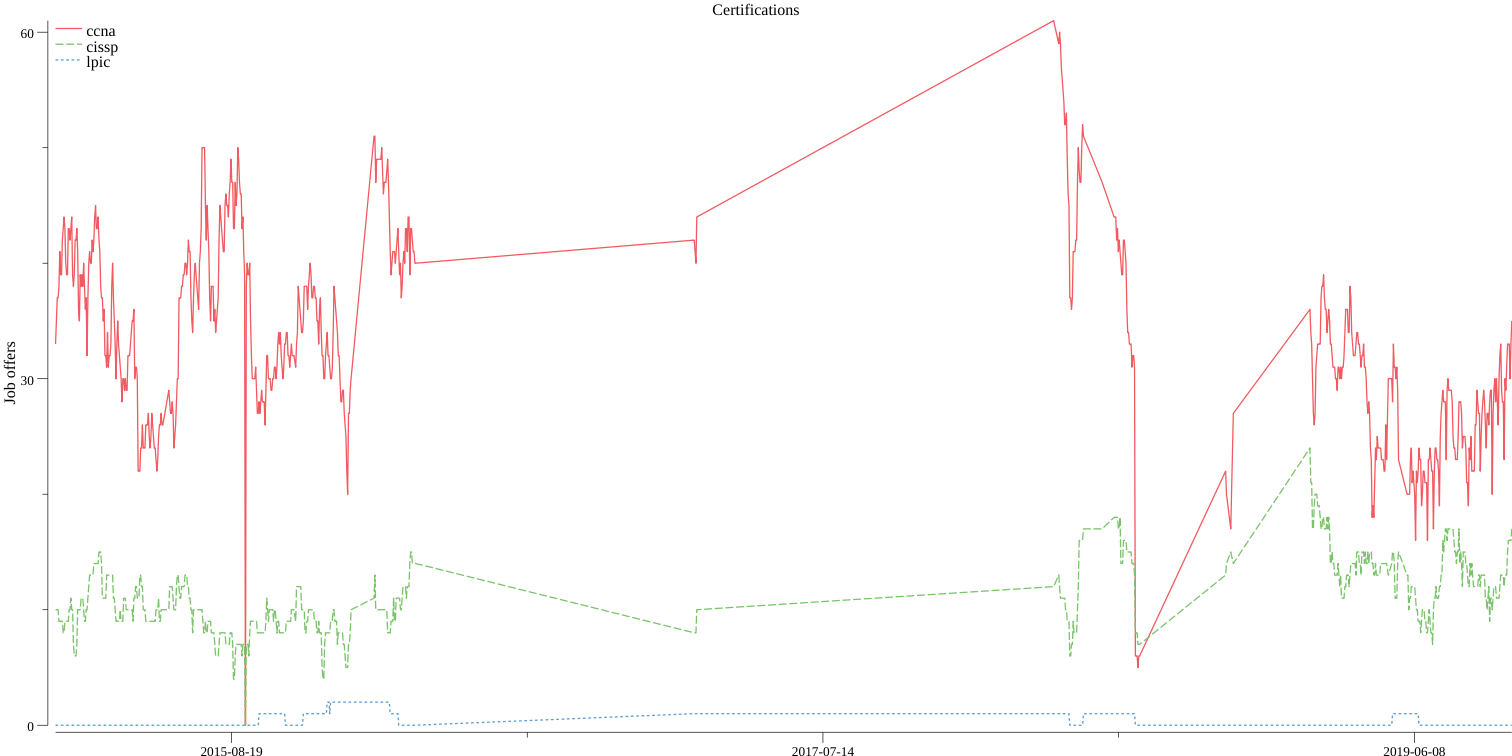 Certifications
60
ccna
cissp
lpic
Job offers
30
0
2015-08-19
2017-07-14
2019-06-08